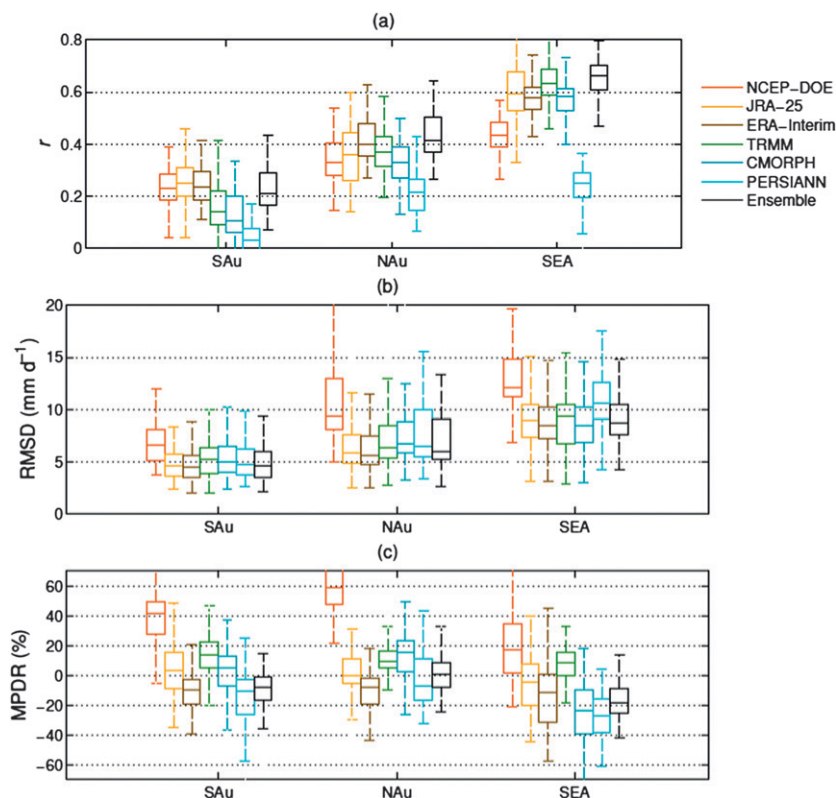 (a)
0.8
0.6
0.4
0.2
0
r
SAu
NAu
SEA
NCEP-DOE
JRA-25
ERA-Interim
TRMM
CMORPH
PERSIANN
Ensemble
(b)
20
15
10
5
0
RMSD (mm d⁻¹)
SAu
NAu
SEA
(c)
60
40
20
0
-20
-40
-60
MPDR (%)
SAu
NAu
SEA